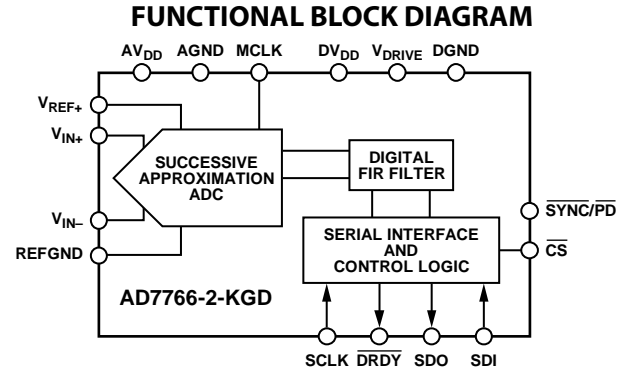 FUNCTIONAL BLOCK DIAGRAM
AVDD AGND MCLK DVDD VDRIVE DGND
VREF+
VIN+
SUCCESSIVE
APPROXIMATION
ADC
DIGITAL
FIR FILTER
VIN–
REFGND
SERIAL INTERFACE
AND
CONTROL LOGIC
SYNC/PD
CS
AD7766-2-KGD
SCLK DRDY SDO SDI